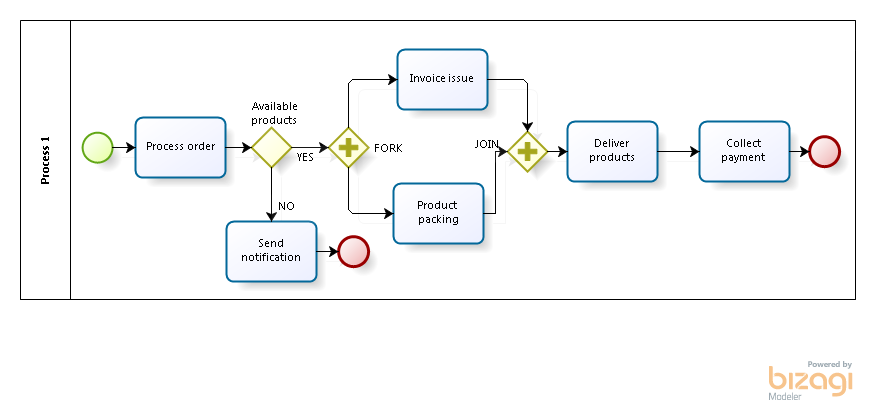 Process 1
Process order
Available
products
YES
NO
Send
notification
FORK
Invoice issue
Product
packing
JOIN
Deliver
products
Collect
payment
Powered by
bizagi
Modeler